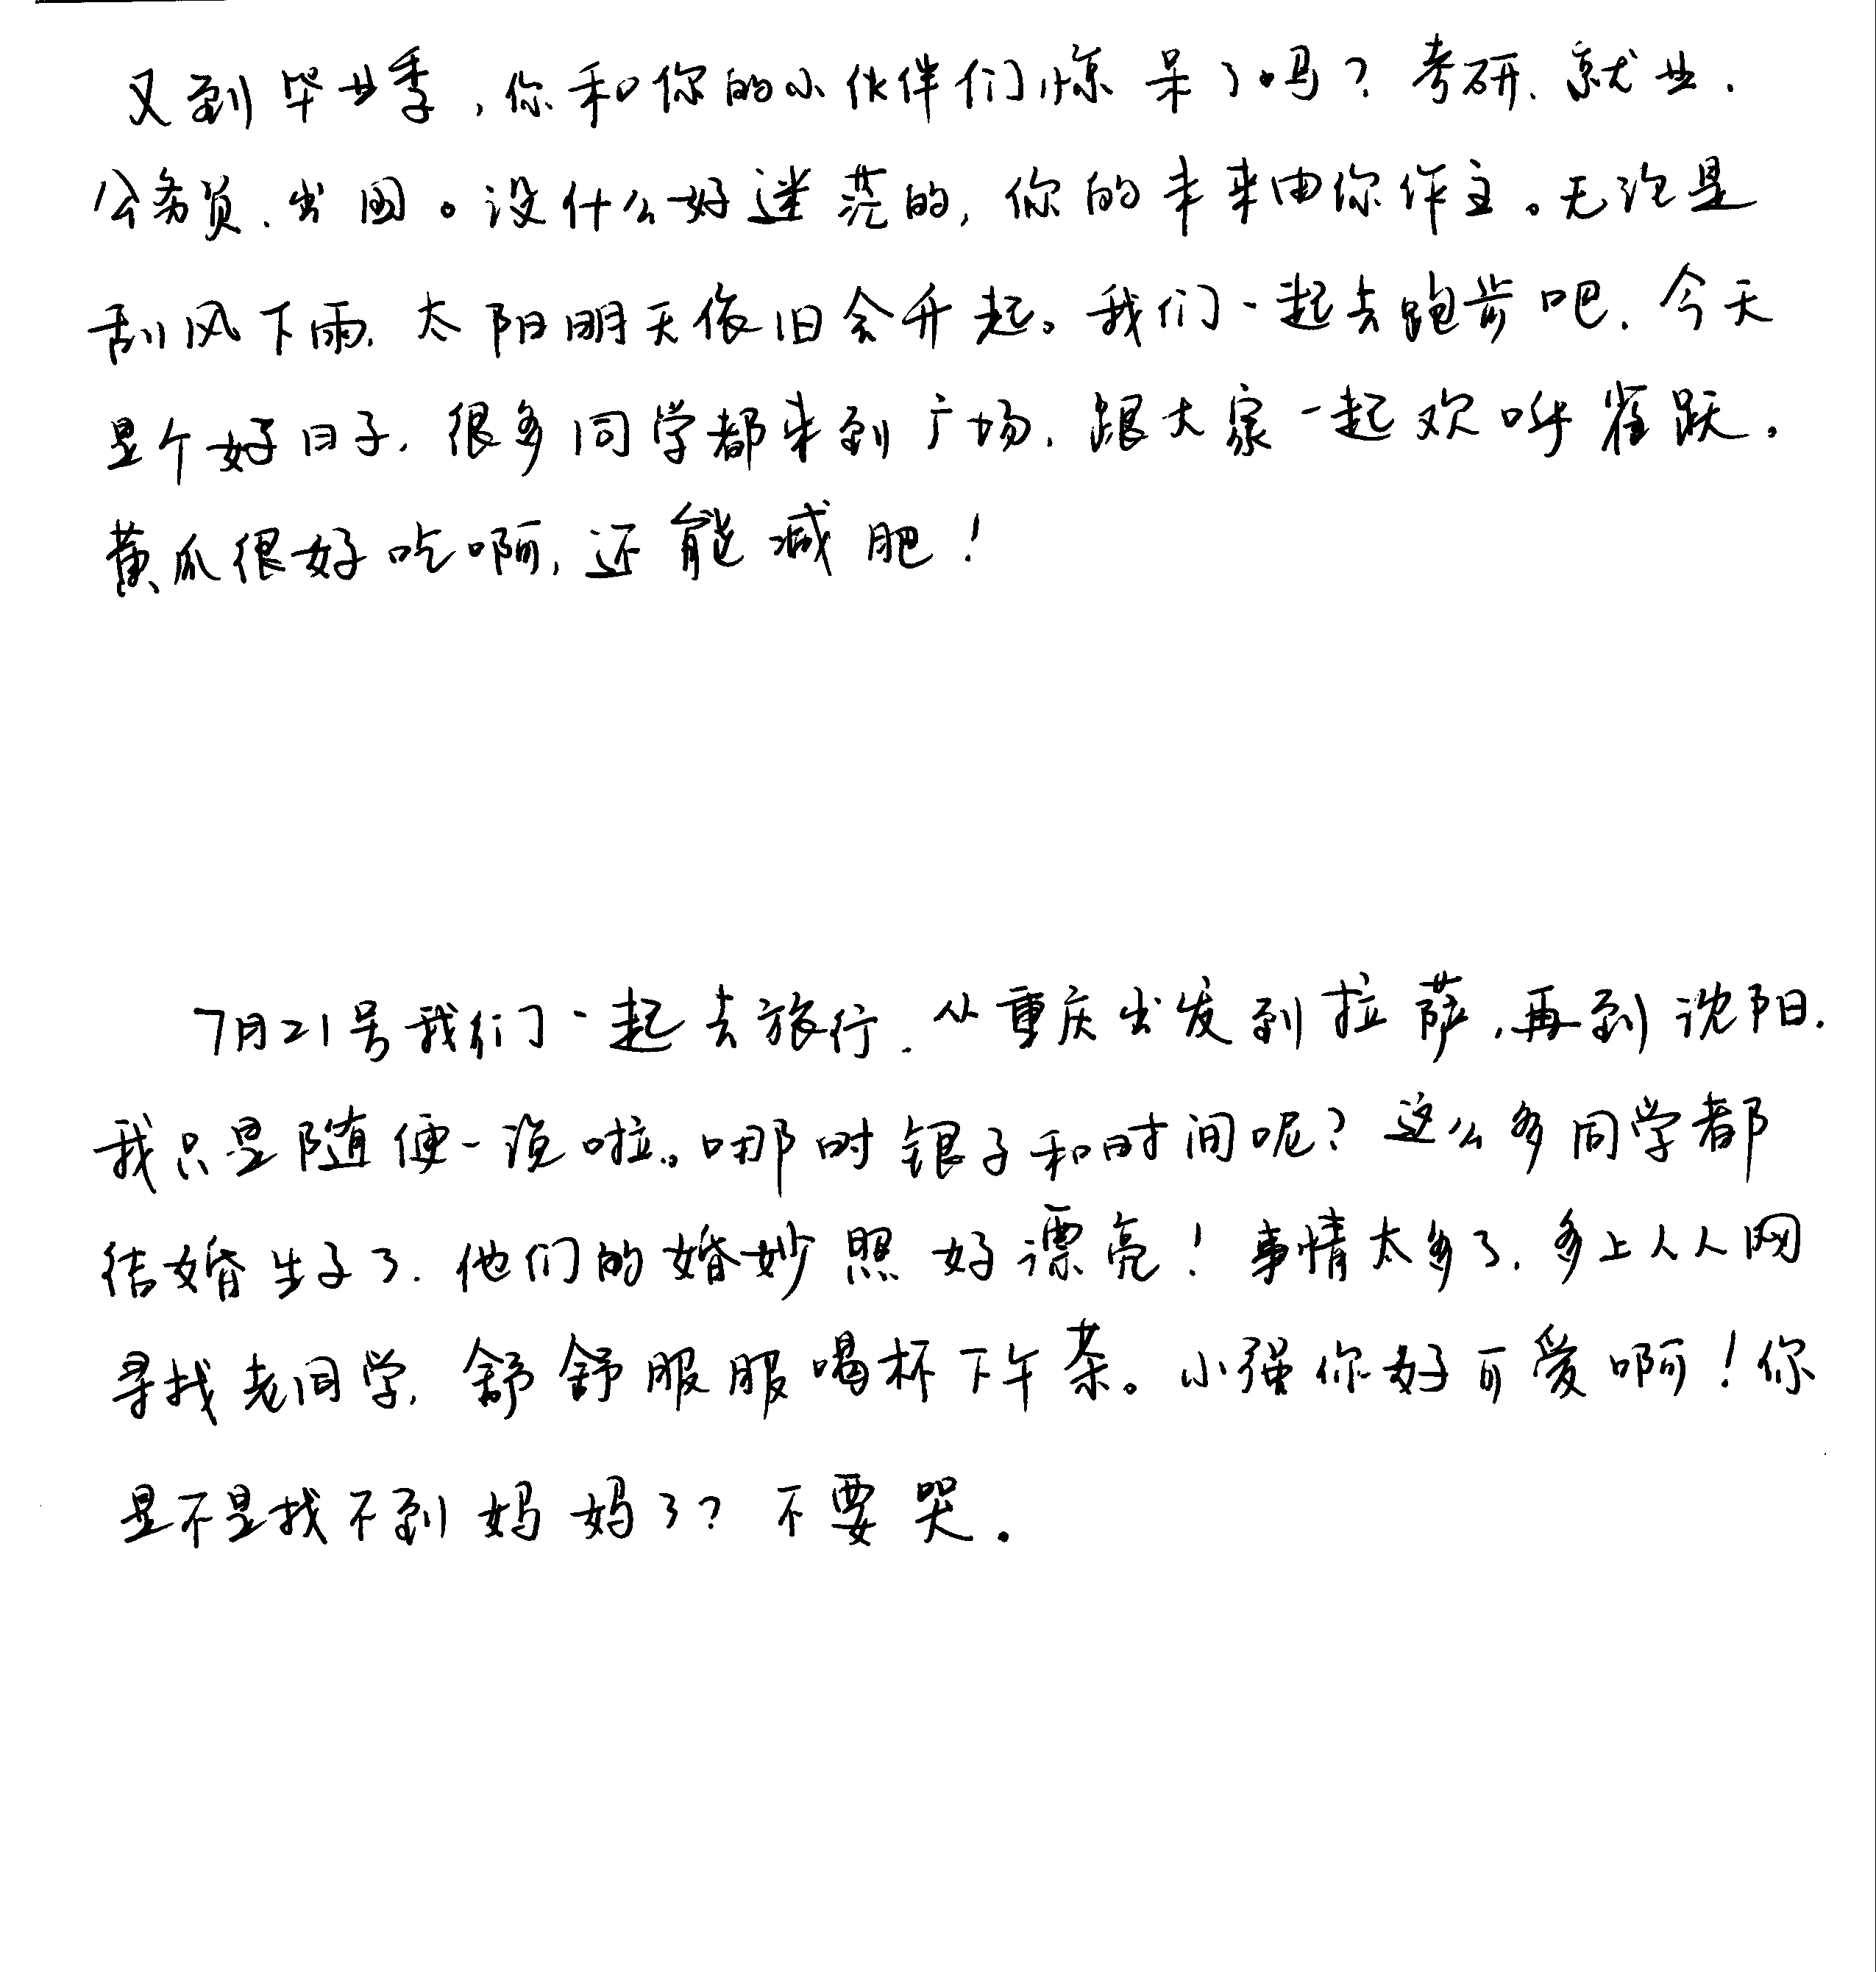 又到毕业季，你和你的小伙伴们惊呆了吗？考研、就业、
公务员、出国。没什么好迷茫的，你的未来由你作主。无论是
刮风下雨，太阳明天依旧会升起。我们一起去跑步吧，今天
是个好日子，很多同学都来到广场，跟大家一起欢呼雀跃。
黄瓜很好吃啊，还能减肥！
7月21号我们一起去旅行，从重庆出发到拉萨，再到沈阳，
我只是随便一说啦。哪时银子和时间呢？这么多同学都
结婚生子了，他们的婚妙照好漂亮！事情太多了，多上人人网
寻找老同学，舒舒服服喝杯下午茶。小强你好可爱啊！你
是不是找不到妈妈了？不要哭。